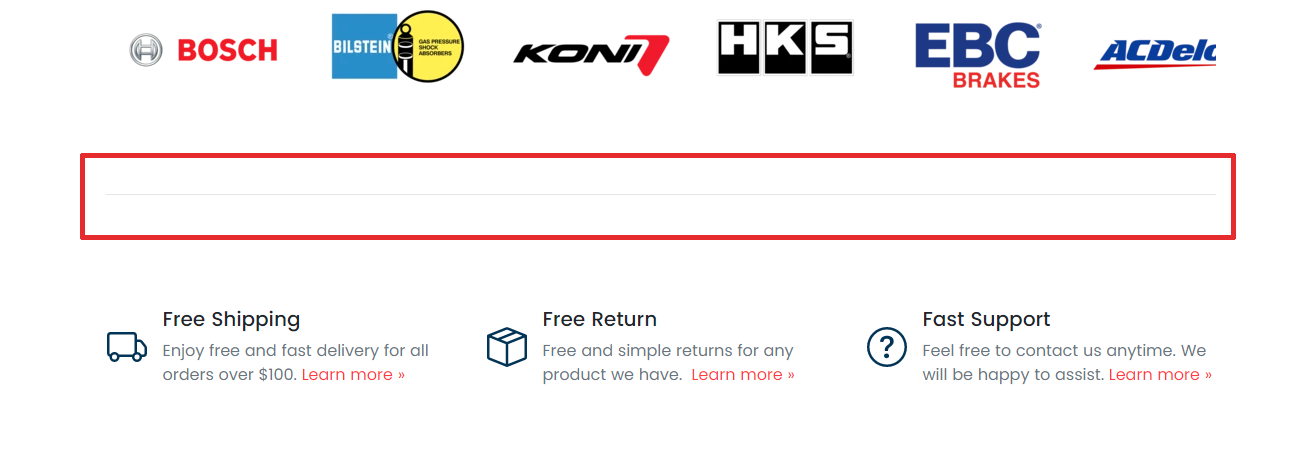 BOSCH
BILSTEIN
GAS PRESSURE
SHOCK
ABSORBERS
KONI
HKS
EBC
BRAKES
ACDelc
Free Shipping
Enjoy free and fast delivery for all
orders over $100. Learn more »
Free Return
Free and simple returns for any
product we have. Learn more »
Fast Support
Feel free to contact us anytime. We
will be happy to assist. Learn more »